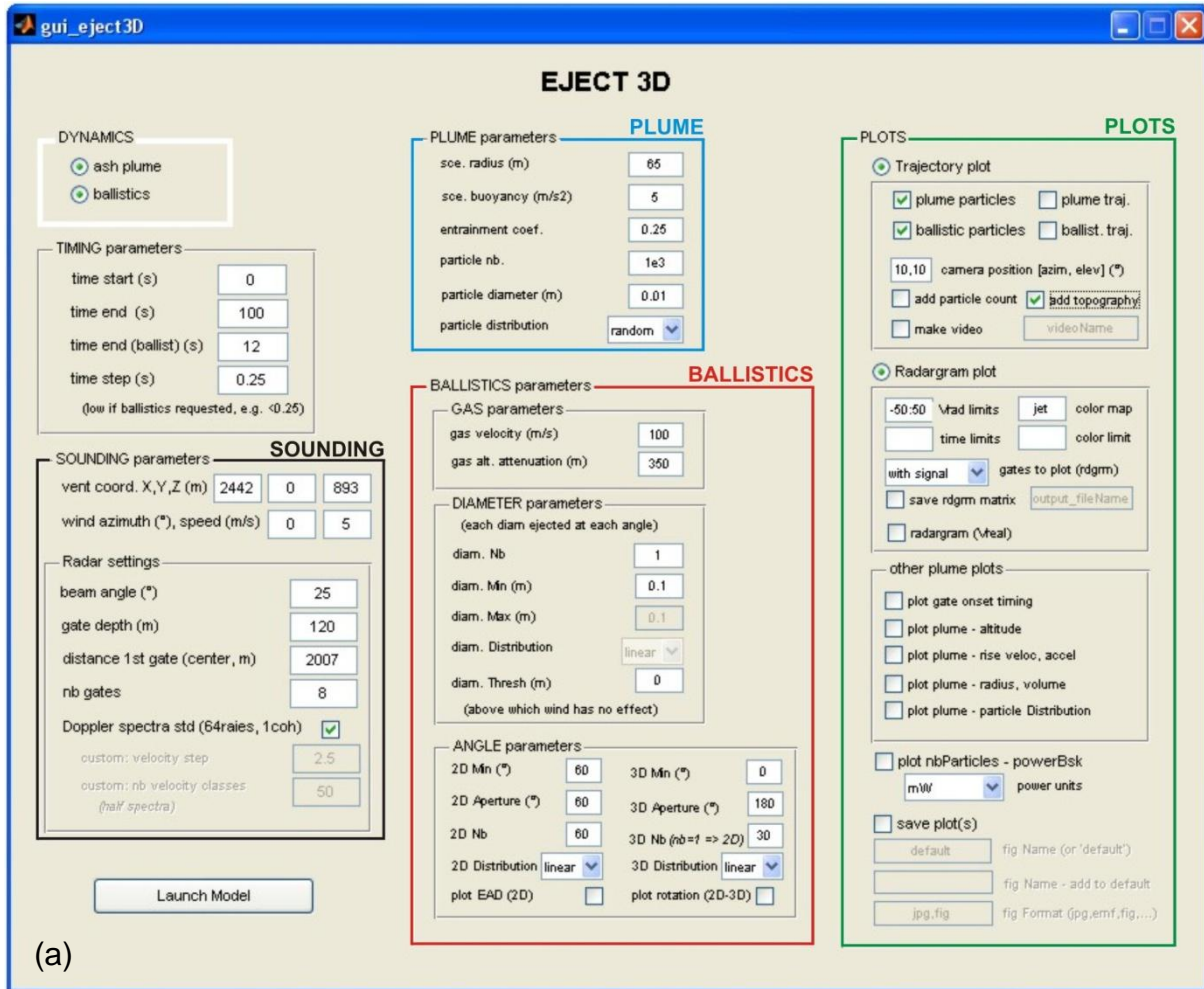 gui_eject3D
EJECT 3D
DYNAMICS
ash plume
ballistics
TIMING parameters
time start (s) 0
time end (s) 100
time end (ballist) (s) 12
time step (s) 0.25
(low if ballistics requested, e.g. <0.25)
SOUNDING
SOUNDING parameters
vent coord. X,Y,Z (m) 2442 0 893
wind azimuth (°), speed (m/s) 0 5
Radar settings
beam angle (°) 25
gate depth (m) 120
distance 1st gate (center, m) 2007
nb gates 8
Doppler spectra std (64raies, 1coh)
custom: velocity step 2.5
custom: nb velocity classes 50
(half spectra)
Launch Model
(a)
PLUME
PLUME parameters
sce. radius (m) 65
sce. buoyancy (m/s2) 5
entrainment coef. 0.25
particle nb. 1e3
particle diameter (m) 0.01
particle distribution random
BALLISTICS
BALLISTICS parameters
GAS parameters
gas velocity (m/s) 100
gas alt. attenuation (m) 350
DIAMETER parameters
(each diam ejected at each angle)
diam. Nb 1
diam. Min (m) 0.1
diam. Max (m) 0.1
diam. Distribution linear
diam. Thresh (m) 0
(above which wind has no effect)
ANGLE parameters
2D Min (°) 60 3D Min (°) 0
2D Aperture (°) 60 3D Aperture (°) 180
2D Nb 60 3D Nb (nb=1 => 2D) 30
2D Distribution linear 3D Distribution linear
plot EAD (2D) plot rotation (2D-3D)
PLOTS
PLOTS
Trajectory plot
plume particles plume traj.
ballistic particles ballist. traj.
10,10 camera position [azim, elev] (°)
add particle count add topography
make video videoName
Radargram plot
-50:50 Vrad limits jet color map
time limits color limit
with signal gates to plot (rdgrm)
save rdgrm matrix output_fileName
radargram (Vreal)
other plume plots
plot gate onset timing
plot plume - altitude
plot plume - rise veloc, accel
plot plume - radius, volume
plot plume - particle Distribution
plot nbParticles - powerBsk
mW power units
save plot(s)
default fig Name (or 'default')
fig Name - add to default
jpg,fig fig Format (jpg,emf,fig,...)